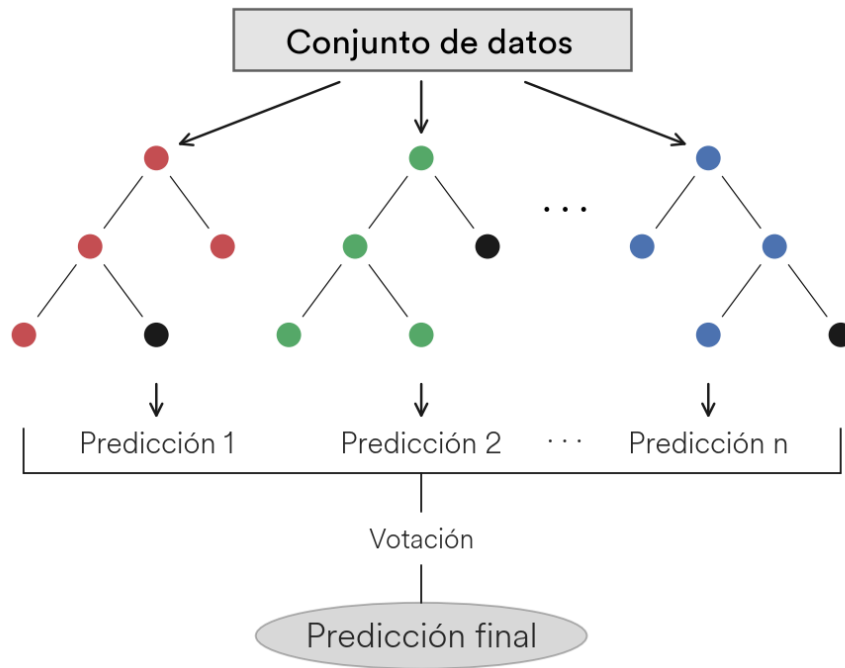 Conjunto de datos
. . .
Predicción 1 Predicción 2 . . . Predicción n
Votación
Predicción final